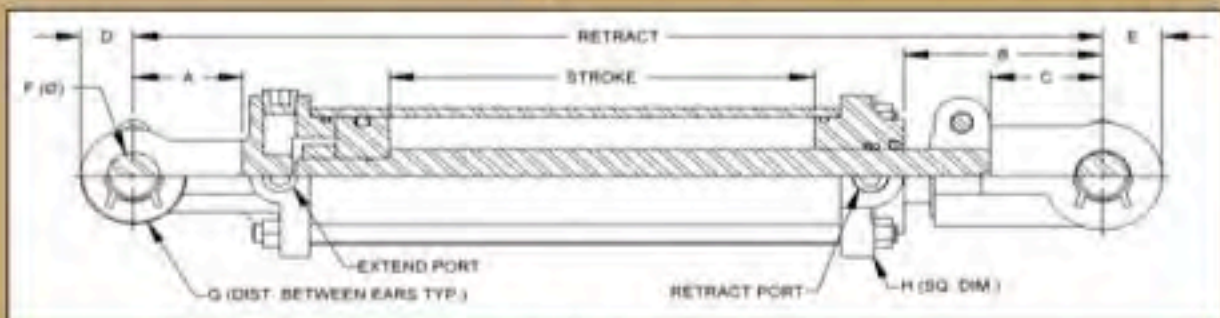 D
RETRACT
E
B
A
STROKE
C
F (Ø)
EXTEND PORT
G (DIST. BETWEEN EARS TYP.)
RETRACT PORT
H (SQ. DIM.)